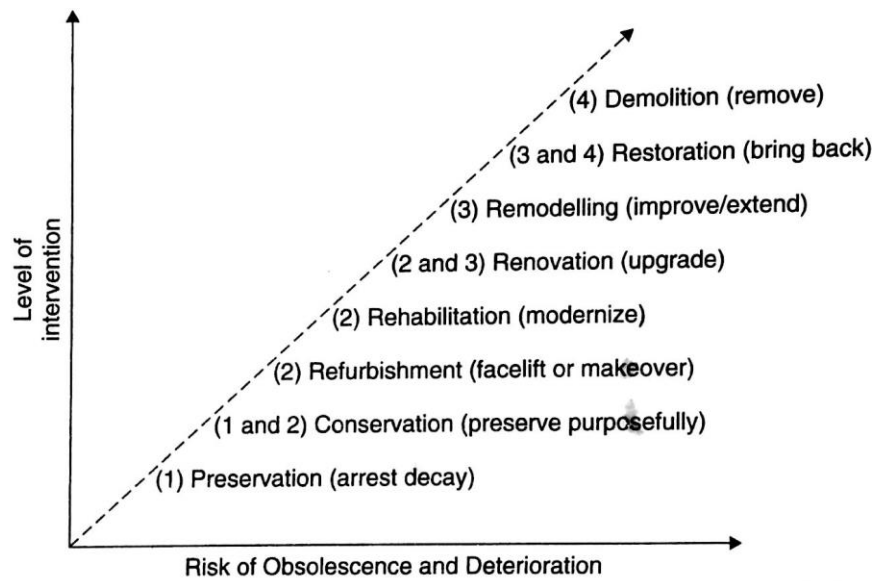 (4) Demolition (remove)
(3 and 4) Restoration (bring back)
(3) Remodelling (improve/extend)
(2 and 3) Renovation (upgrade)
Level of
intervention
(2) Rehabilitation (modernize)
(2) Refurbishment (facelift or makeover)
(1 and 2) Conservation (preserve purposefully)
(1) Preservation (arrest decay)
Risk of Obsolescence and Deterioration